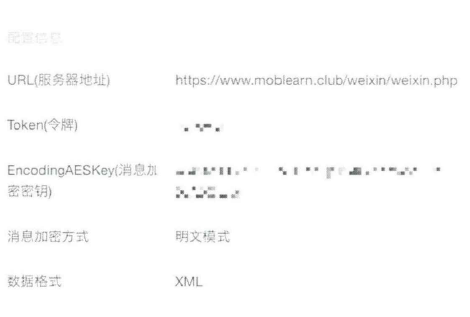 配置信息
URL(服务器地址) https://www.moblearn.club/weixin/weixin.php
Token(令牌)
EncodingAESKey(消息加
密密钥)
消息加密方式 明文模式
数据格式 XML